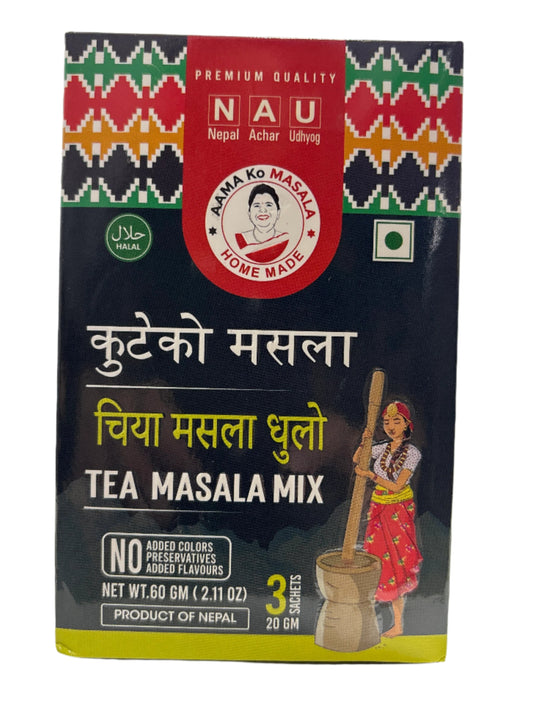 PREMIUM QUALITY
NAU
Nepal Achar Udhyog
AAMA Ko MASALA
HOME MADE
حلال
HALAL
कुटेको मसला
चिया मसला धुलो
TEA MASALA MIX
NO ADDED COLORS
PRESERVATIVES
ADDED FLAVOURS
NET WT.60 GM ( 2.11 OZ)
PRODUCT OF NEPAL
3 SACHETS
20 GM